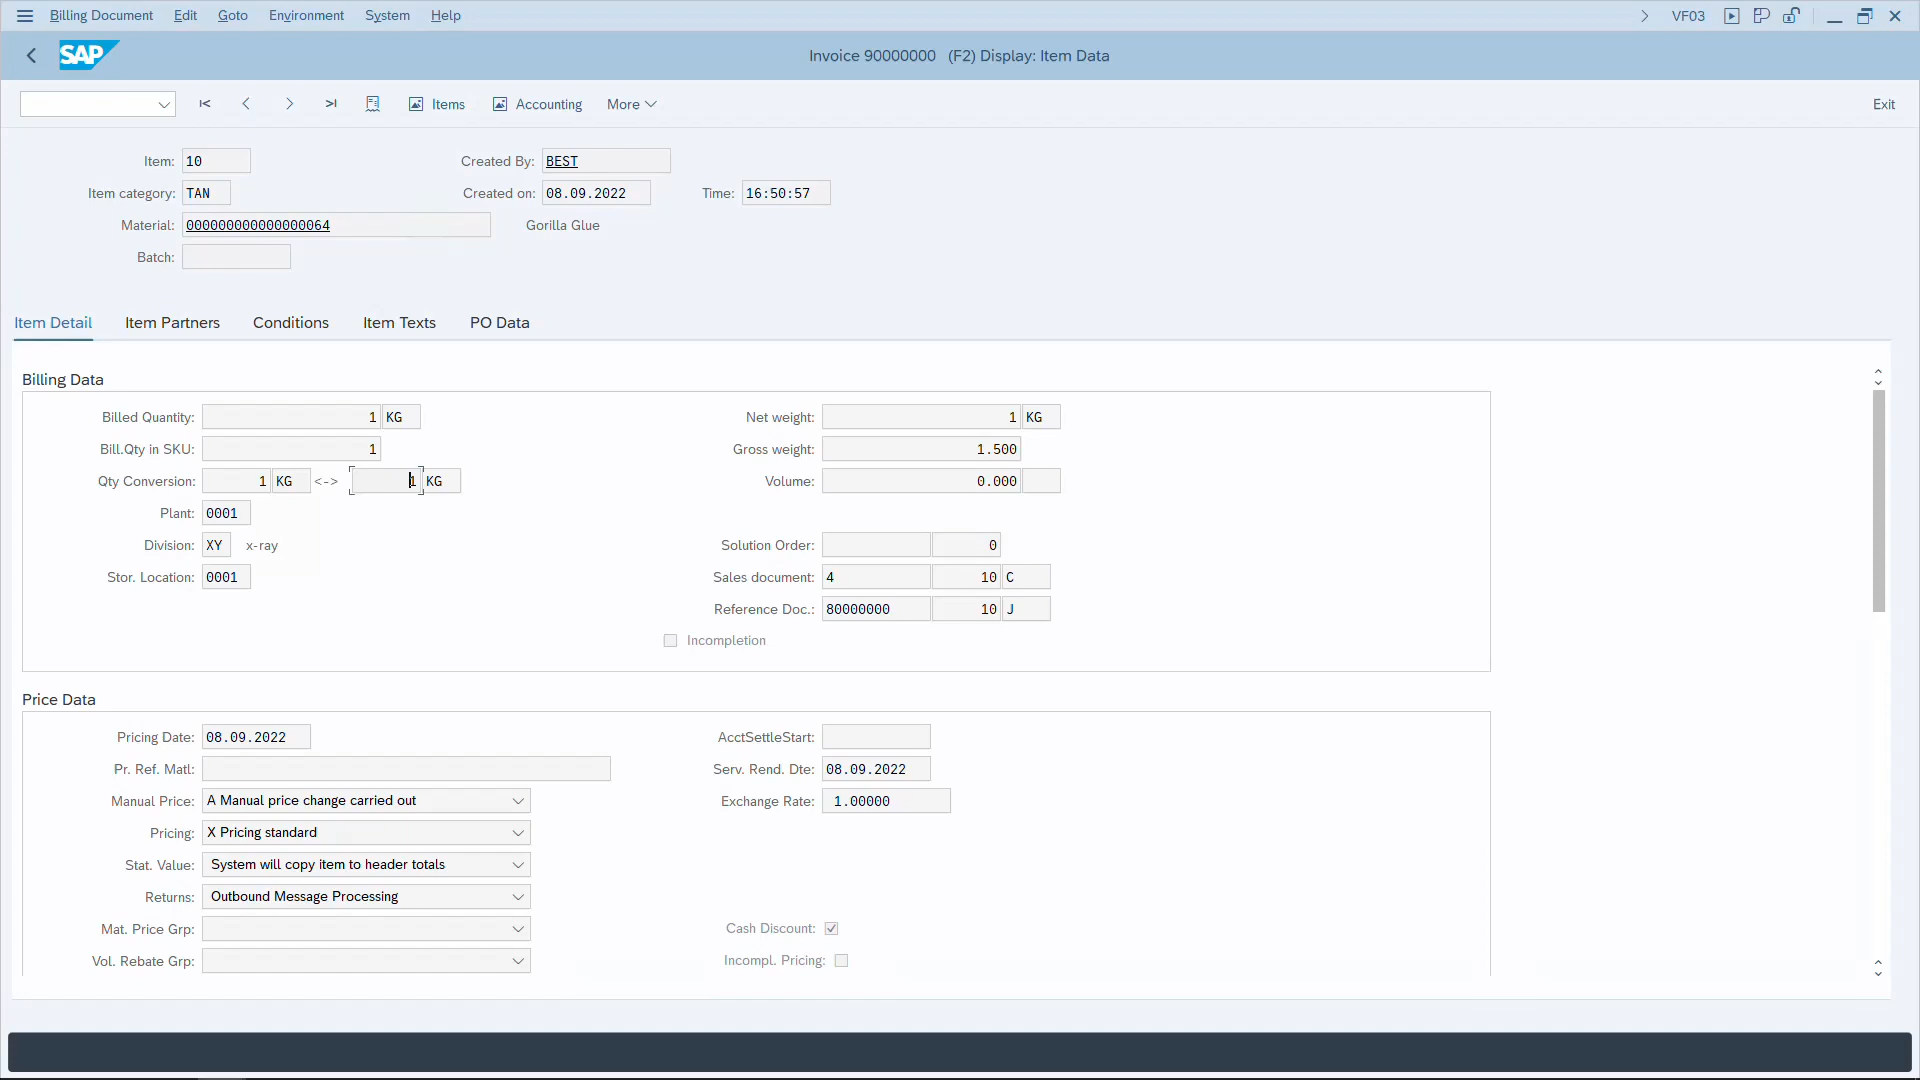 Billing Document Edit Goto Environment System Help VF03
SAP Invoice 90000000 (F2) Display: Item Data
Items Accounting More Exit
Item: 10 Created By: BEST
Item category: TAN Created on: 08.09.2022 Time: 16:50:57
Material: 000000000000000064 Gorilla Glue
Batch:
Item Detail Item Partners Conditions Item Texts PO Data
Billing Data
Billed Quantity: 1 KG Net weight: 1 KG
Bill.Qty in SKU: 1 Gross weight: 1.500
Qty Conversion: 1 KG <-> 1 KG Volume: 0.000
Plant: 0001
Division: XY x-ray Solution Order: 0
Stor. Location: 0001 Sales document: 4 10 C
Reference Doc.: 80000000 10 J
Incompletion
Price Data
Pricing Date: 08.09.2022 AcctSettleStart:
Pr. Ref. Matl: Serv. Rend. Dte: 08.09.2022
Manual Price: A Manual price change carried out Exchange Rate: 1.00000
Pricing: X Pricing standard
Stat. Value: System will copy item to header totals
Returns: Outbound Message Processing
Mat. Price Grp: Cash Discount:
Vol. Rebate Grp: Incompl. Pricing: